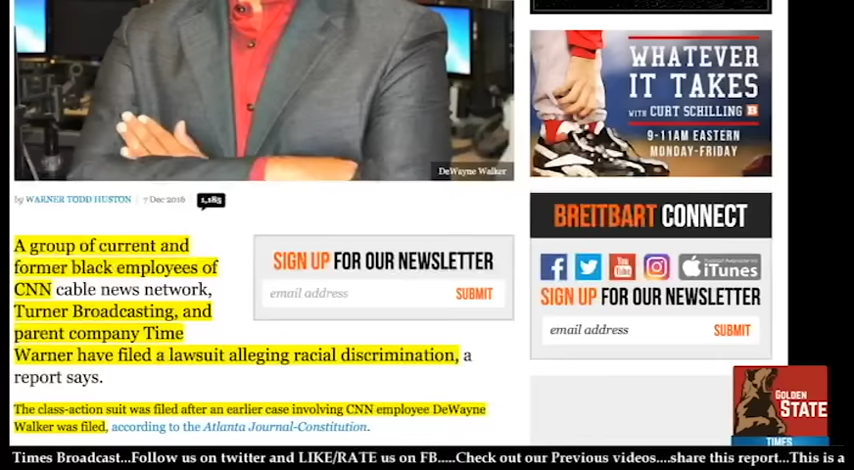 DeWayne Walker
by WARNER TODD HUSTON 7 Dec 2016 1,185
A group of current and
former black employees of
CNN cable news network,
Turner Broadcasting, and
parent company Time
Warner have filed a lawsuit alleging racial discrimination, a
report says.
The class-action suit was filed after an earlier case involving CNN employee DeWayne
Walker was filed, according to the Atlanta Journal-Constitution.
SIGN UP FOR OUR NEWSLETTER
email address SUBMIT
WHATEVER
IT TAKES
WITH CURT SCHILLING B
9-11AM EASTERN
MONDAY-FRIDAY
BREITBART CONNECT
f You Tube iTunes
SIGN UP FOR OUR NEWSLETTER
email address SUBMIT
GOLDEN
STATE
TIMES
Times Broadcast...Follow us on twitter and LIKE/RATE us on FB.....Check out our Previous videos....share this report...This is a